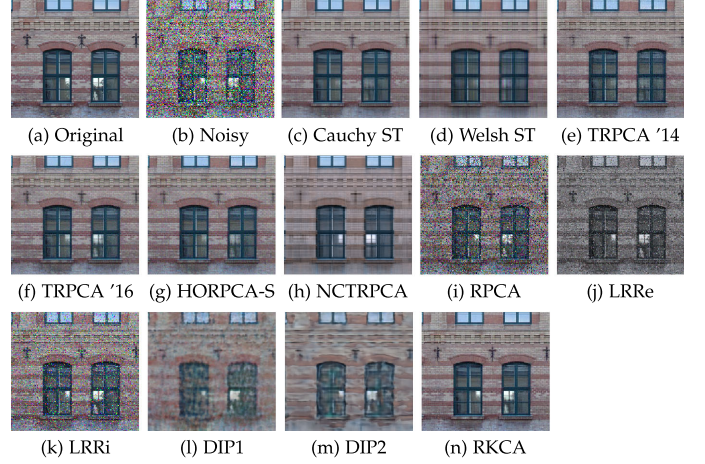 (a) Original (b) Noisy (c) Cauchy ST (d) Welsh ST (e) TRPCA ’14
(f) TRPCA ’16 (g) HORPCA-S (h) NCTRPCA (i) RPCA (j) LRRe
(k) LRRi (l) DIP1 (m) DIP2 (n) RKCA